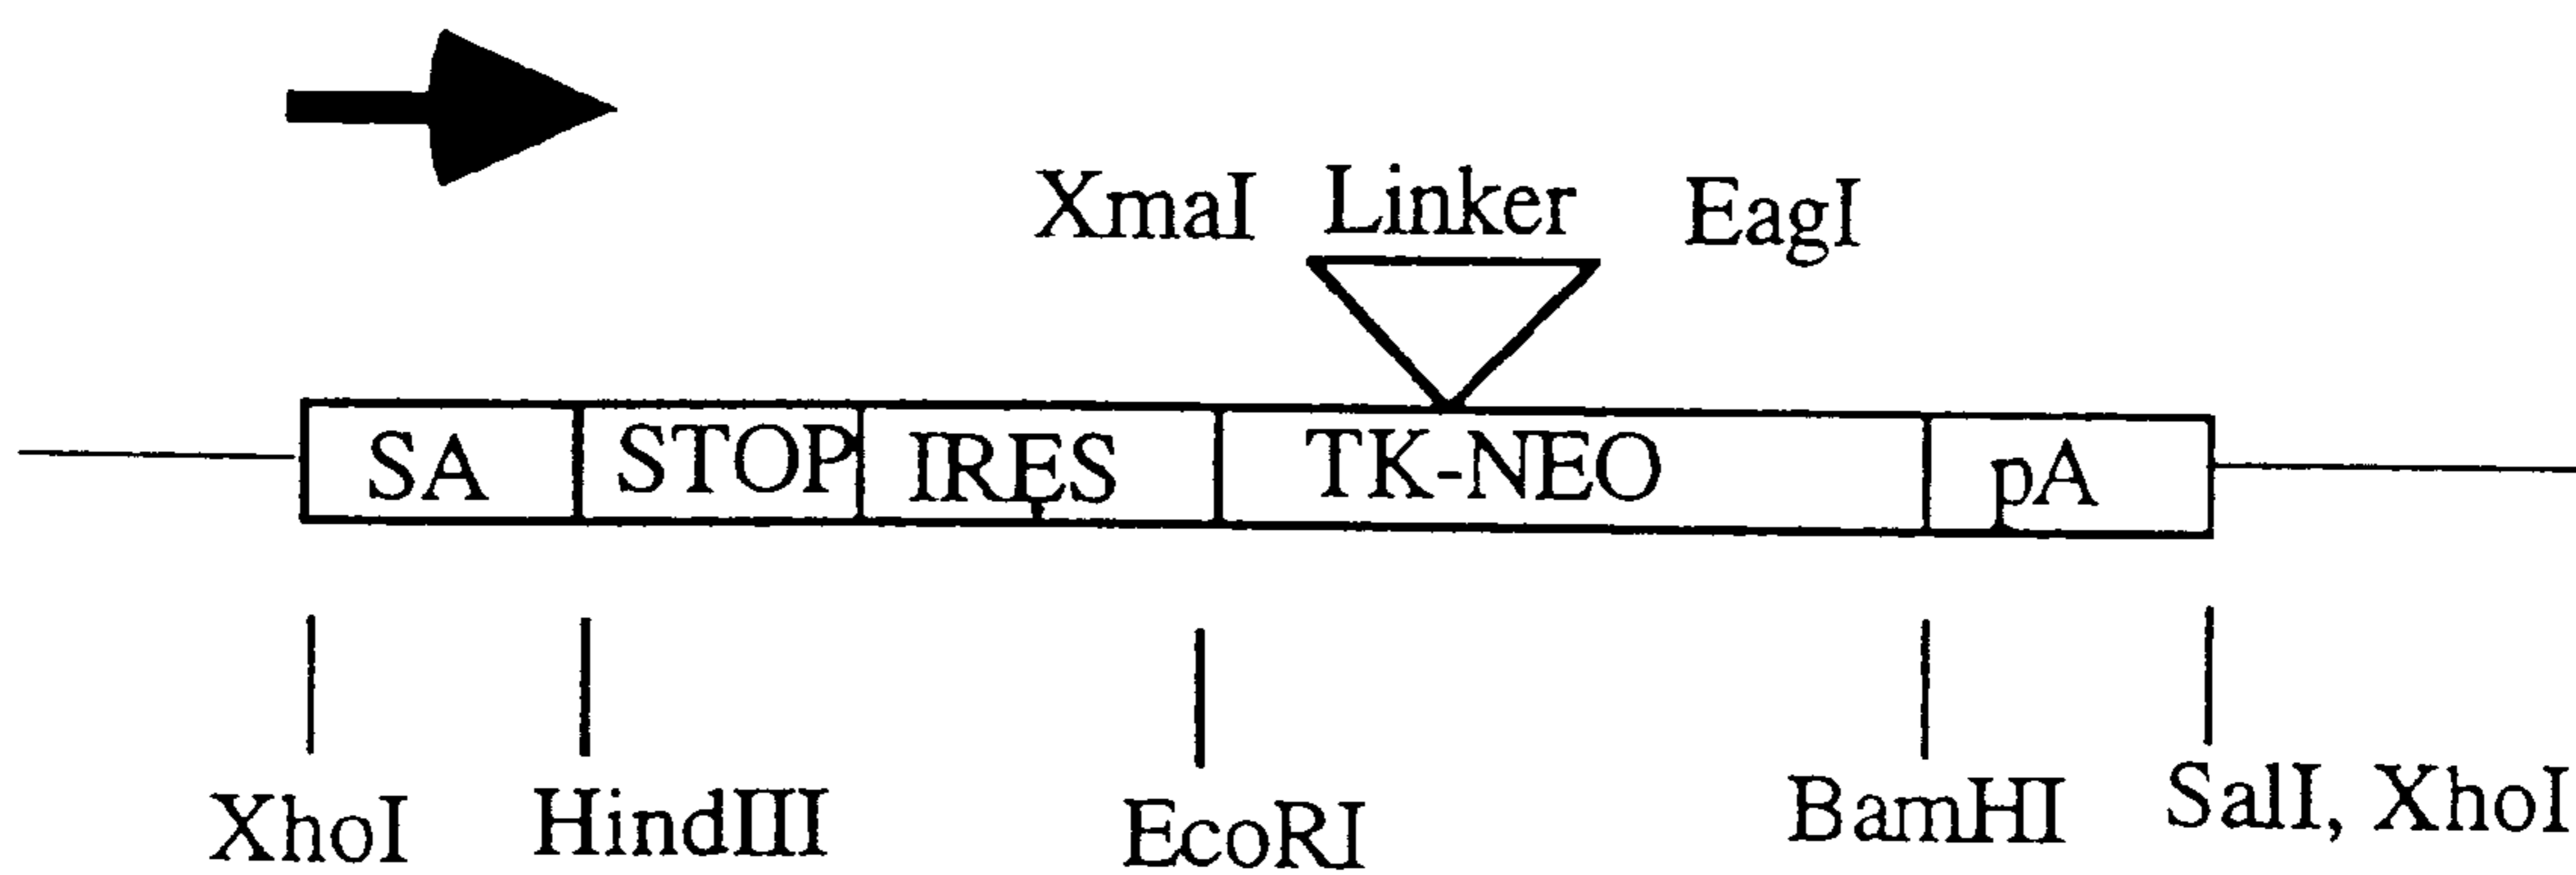 XmaI Linker EagI
SA STOP IRES TK-NEO pA
XhoI HindIII EcoRI BamHI SalI, XhoI